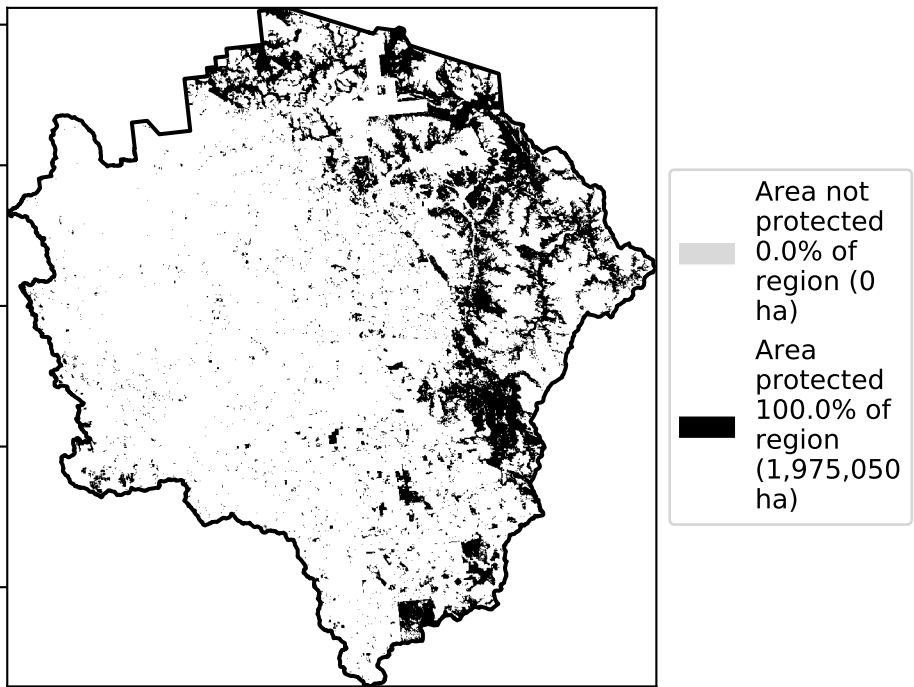 Area not
protected
0.0% of
region (0
ha)
Area
protected
100.0% of
region
(1,975,050
ha)